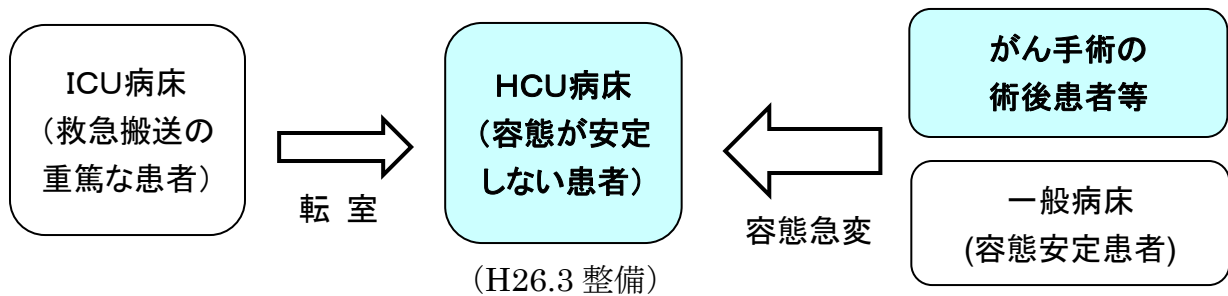 ICU病床
（救急搬送の
重篤な患者）
転 室
HCU病床
（容態が安定
しない患者）
（H26.3 整備）
容態急変
がん手術の
術後患者等
一般病床
(容態安定患者)